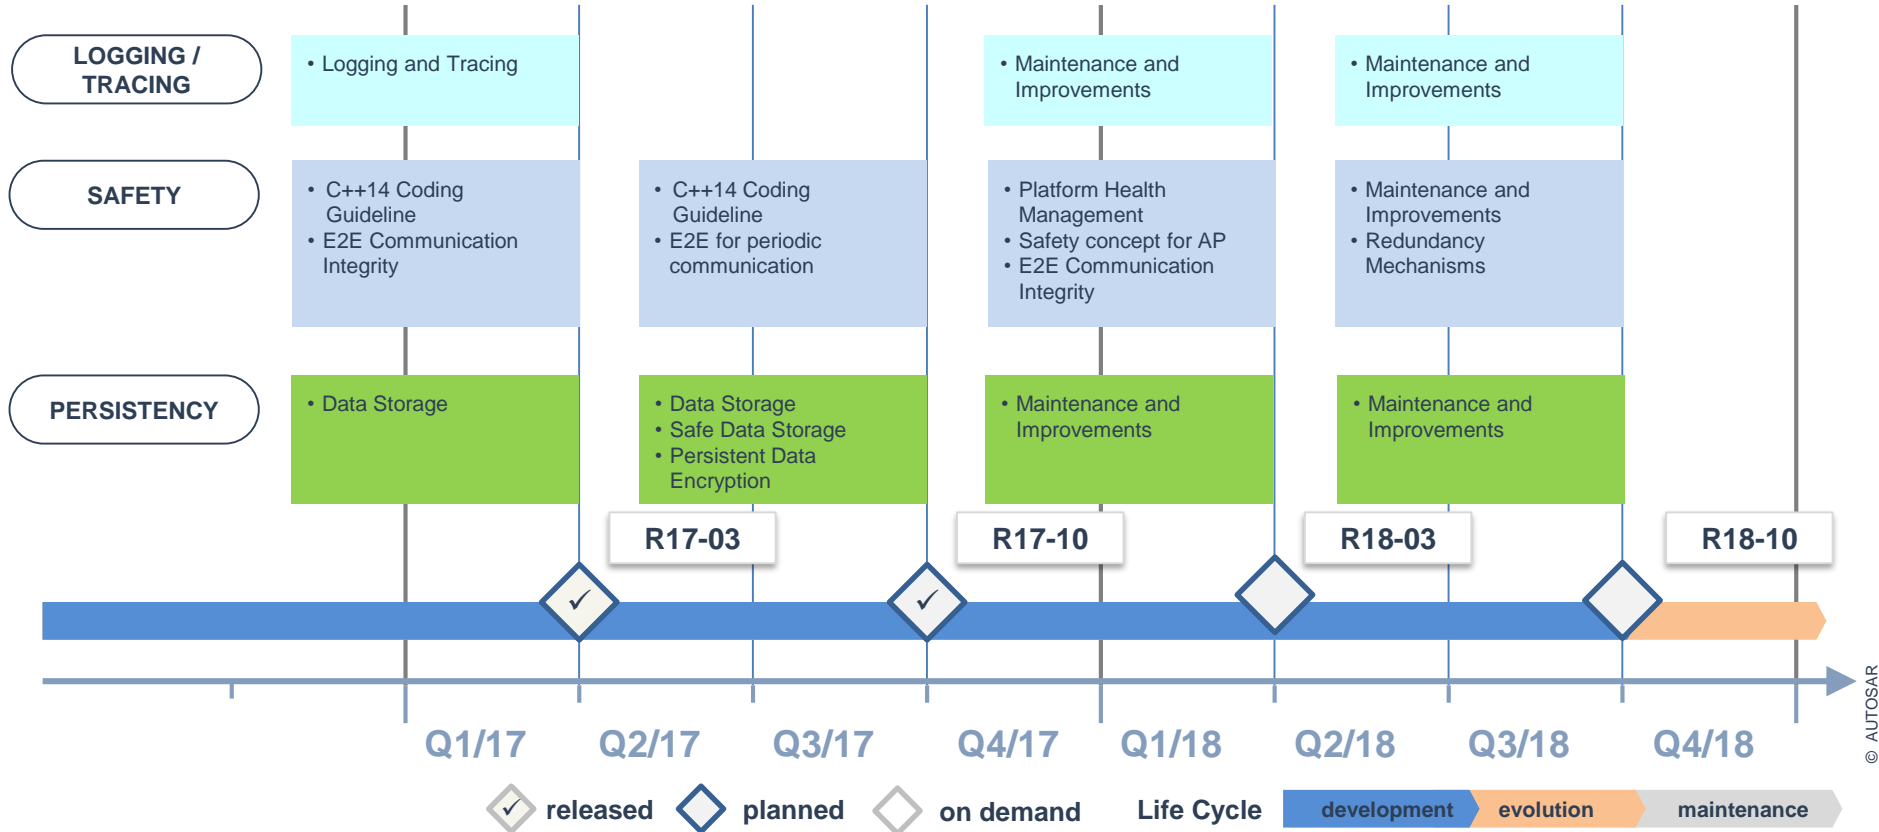 LOGGING /
TRACING
• Logging and Tracing
• Maintenance and
Improvements
• Maintenance and
Improvements
SAFETY
• C++14 Coding
Guideline
• E2E Communication
Integrity
• C++14 Coding
Guideline
• E2E for periodic
communication
• Platform Health
Management
• Safety concept for AP
• E2E Communication
Integrity
• Maintenance and
Improvements
• Redundancy
Mechanisms
PERSISTENCY
• Data Storage
• Data Storage
• Safe Data Storage
• Persistent Data
Encryption
• Maintenance and
Improvements
• Maintenance and
Improvements
R17-03
R17-10
R18-03
R18-10
Q1/17
Q2/17
Q3/17
Q4/17
Q1/18
Q2/18
Q3/18
Q4/18
© AUTOSAR
released
planned
on demand
Life Cycle
development
evolution
maintenance